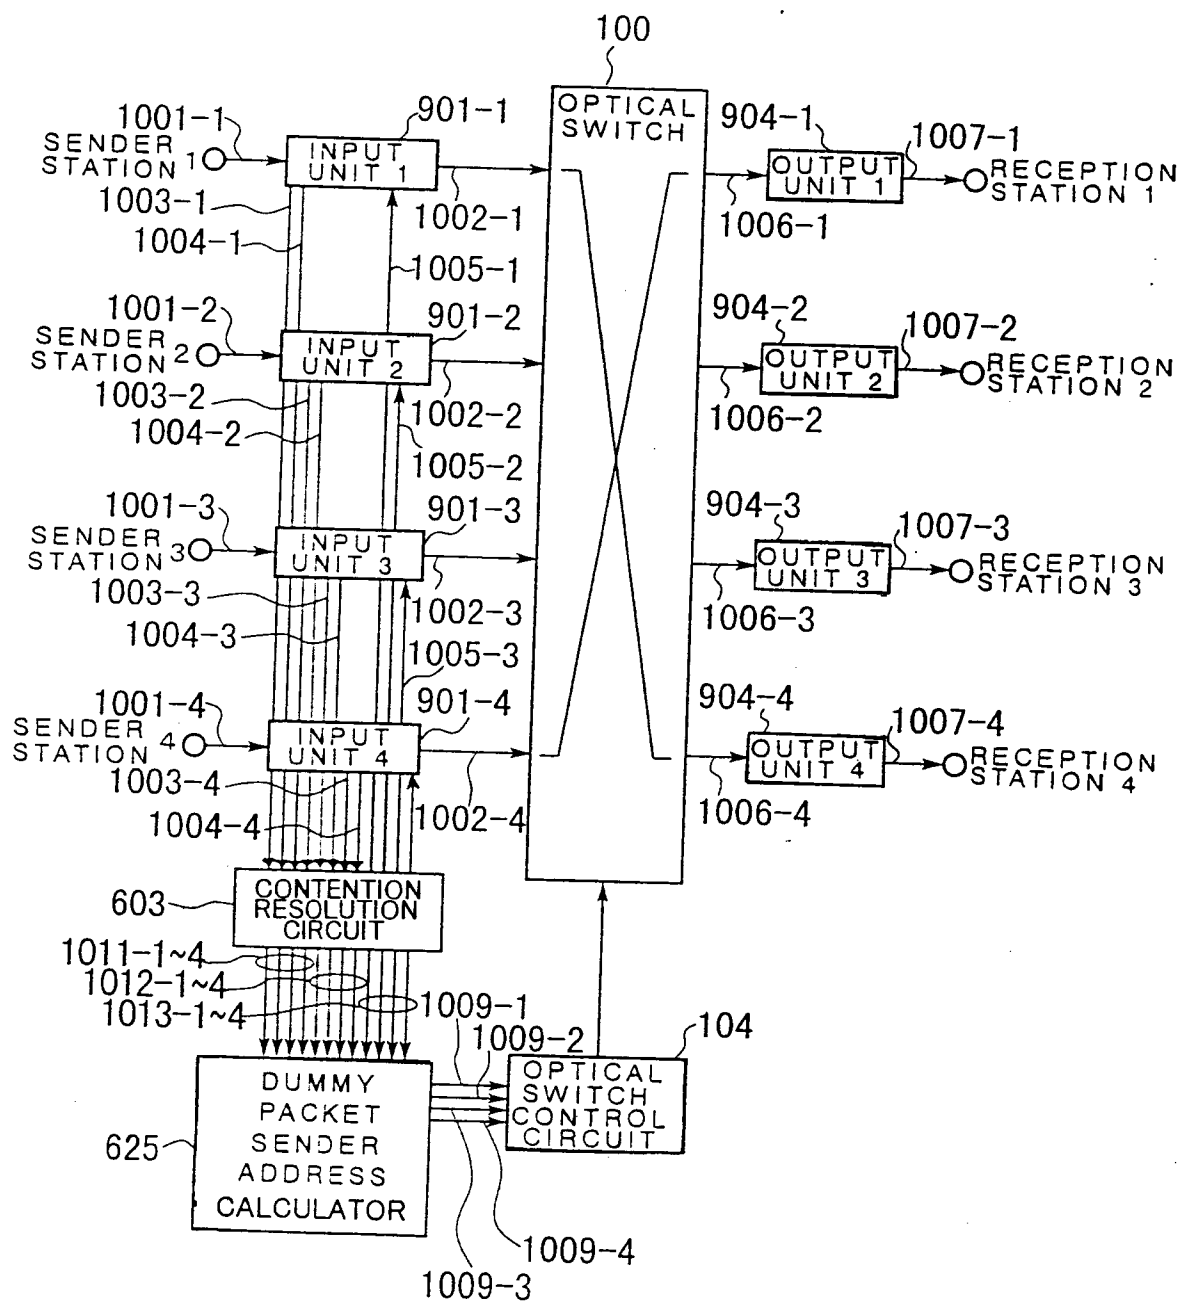 100
OPTICAL
SWITCH
1001-1
SENDER
STATION 1
901-1
INPUT
UNIT 1
1002-1
1003-1
1004-1
1005-1
904-1
OUTPUT
UNIT 1
1006-1
1007-1
RECEPTION
STATION 1
1001-2
SENDER
STATION 2
901-2
INPUT
UNIT 2
1002-2
1003-2
1004-2
1005-2
904-2
OUTPUT
UNIT 2
1006-2
1007-2
RECEPTION
STATION 2
1001-3
SENDER
STATION 3
901-3
INPUT
UNIT 3
1002-3
1003-3
1004-3
1005-3
904-3
OUTPUT
UNIT 3
1006-3
1007-3
RECEPTION
STATION 3
1001-4
SENDER
STATION 4
901-4
INPUT
UNIT 4
1002-4
1003-4
1004-4
904-4
OUTPUT
UNIT 4
1006-4
1007-4
RECEPTION
STATION 4
603
CONTENTION
RESOLUTION
CIRCUIT
1011-1~4
1012-1~4
1013-1~4
1009-1
1009-2
104
OPTICAL
SWITCH
CONTROL
CIRCUIT
625
DUMMY
PACKET
SENDER
ADDRESS
CALCULATOR
1009-4
1009-3